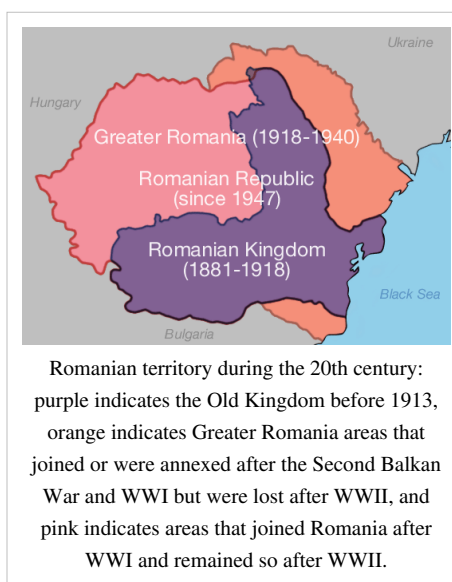 Ukraine
Hungary
Greater Romania (1918-1940)
Romanian Republic
(since 1947)
Romanian Kingdom
(1881-1918)
Black Sea
Bulgaria
Romanian territory during the 20th century:
purple indicates the Old Kingdom before 1913,
orange indicates Greater Romania areas that
joined or were annexed after the Second Balkan
War and WWI but were lost after WWII, and
pink indicates areas that joined Romania after
WWI and remained so after WWII.